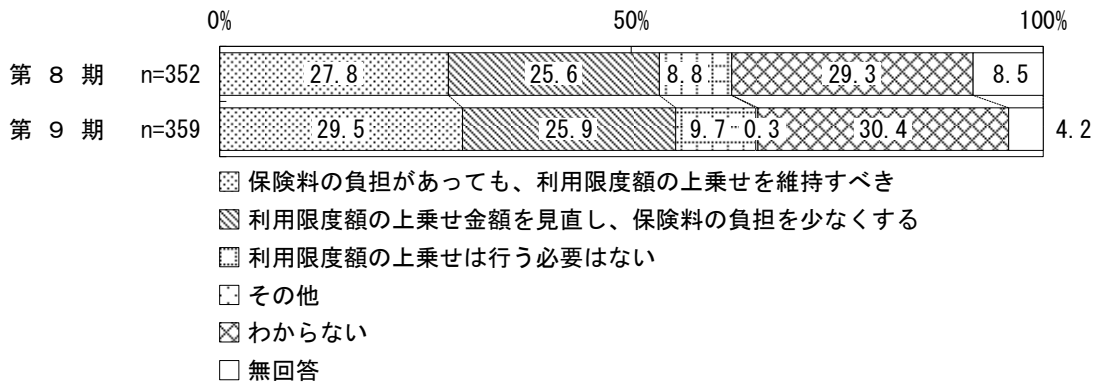 0% 50% 100%
第 8 期 n=352 27.8 25.6 8.8 29.3 8.5
第 9 期 n=359 29.5 25.9 9.7 0.3 30.4 4.2
保険料の負担があっても、利用限度額の上乗せを維持すべき
利用限度額の上乗せ金額を見直し、保険料の負担を少なくする
利用限度額の上乗せは行う必要はない
その他
わからない
無回答